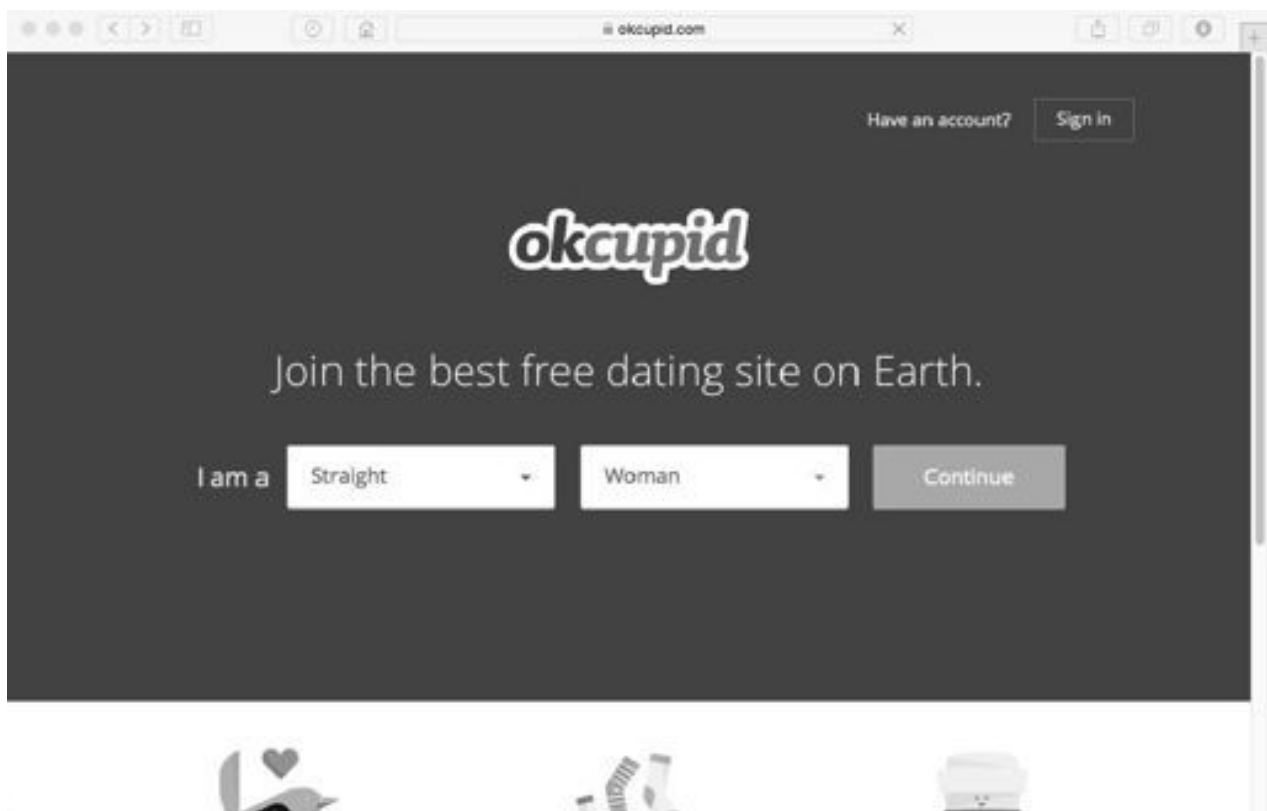 okcupid.com
Have an account? Sign in
okcupid
Join the best free dating site on Earth.
I am a Straight Woman Continue